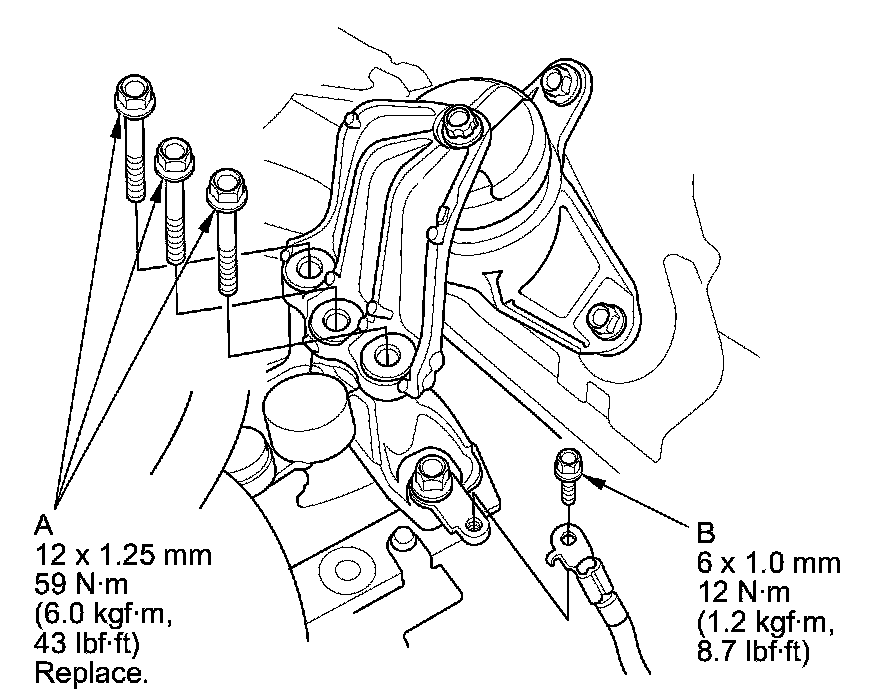 A
12 x 1.25 mm
59 N·m
(6.0 kgf·m,
43 lbf·ft)
Replace.
B
6 x 1.0 mm
12 N·m
(1.2 kgf·m,
8.7 lbf·ft)